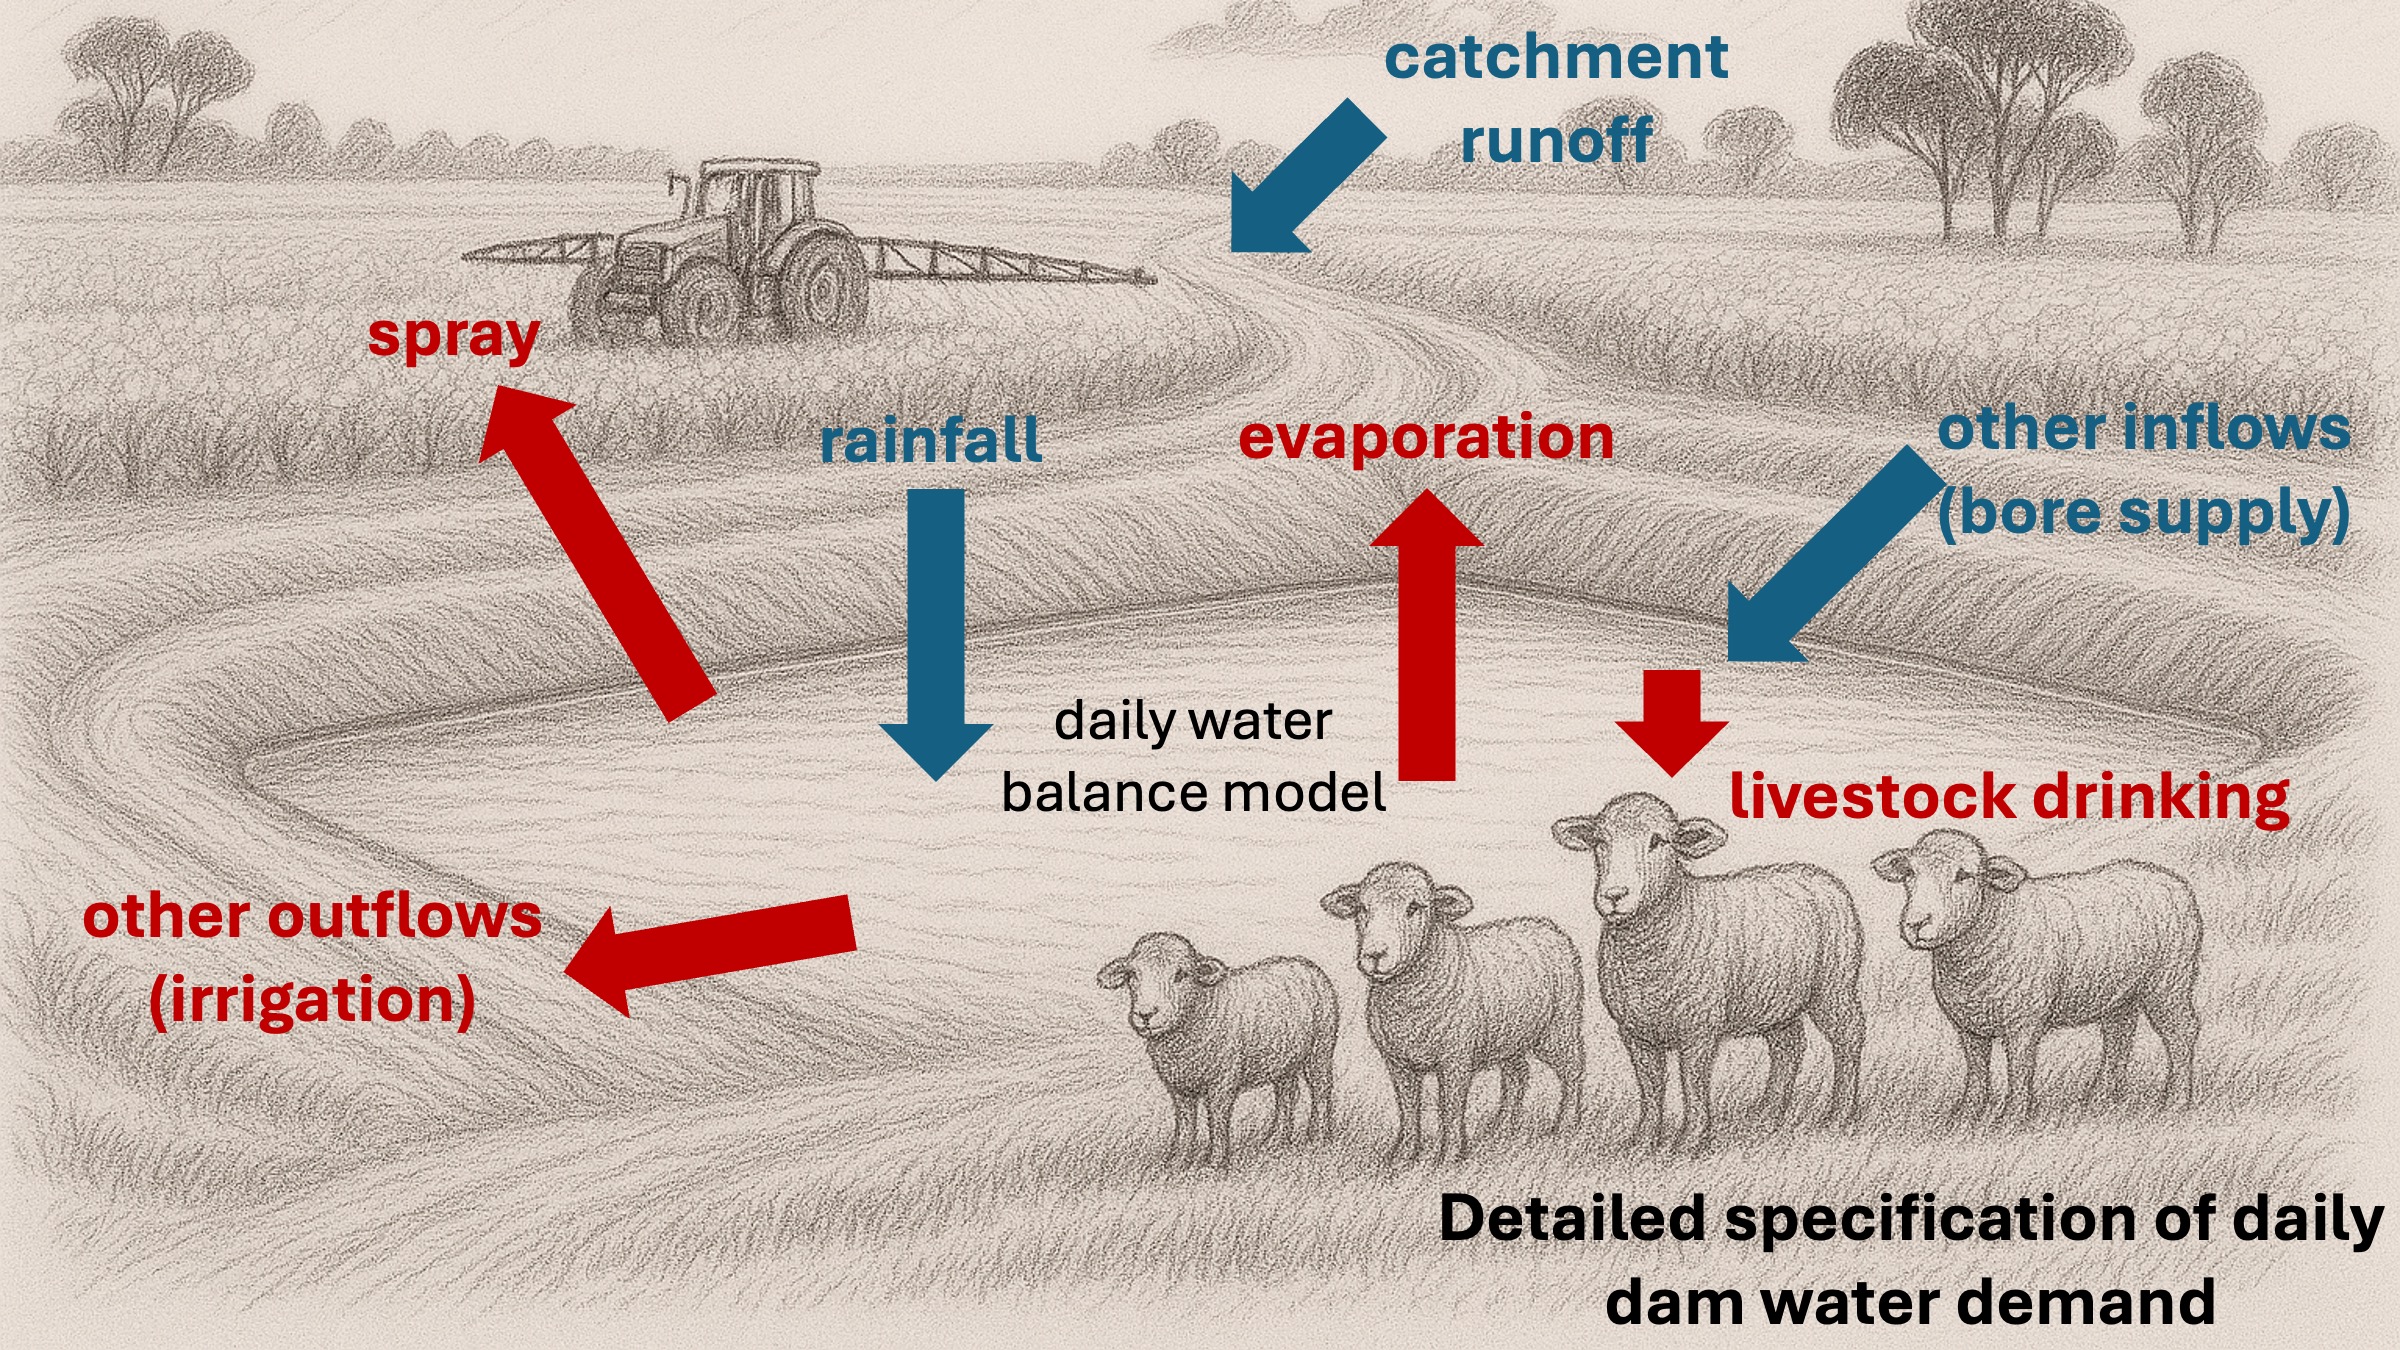 catchment
runoff
spray
rainfall
evaporation
other inflows
(bore supply)
daily water
balance model
livestock drinking
other outflows
(irrigation)
Detailed specification of daily
dam water demand